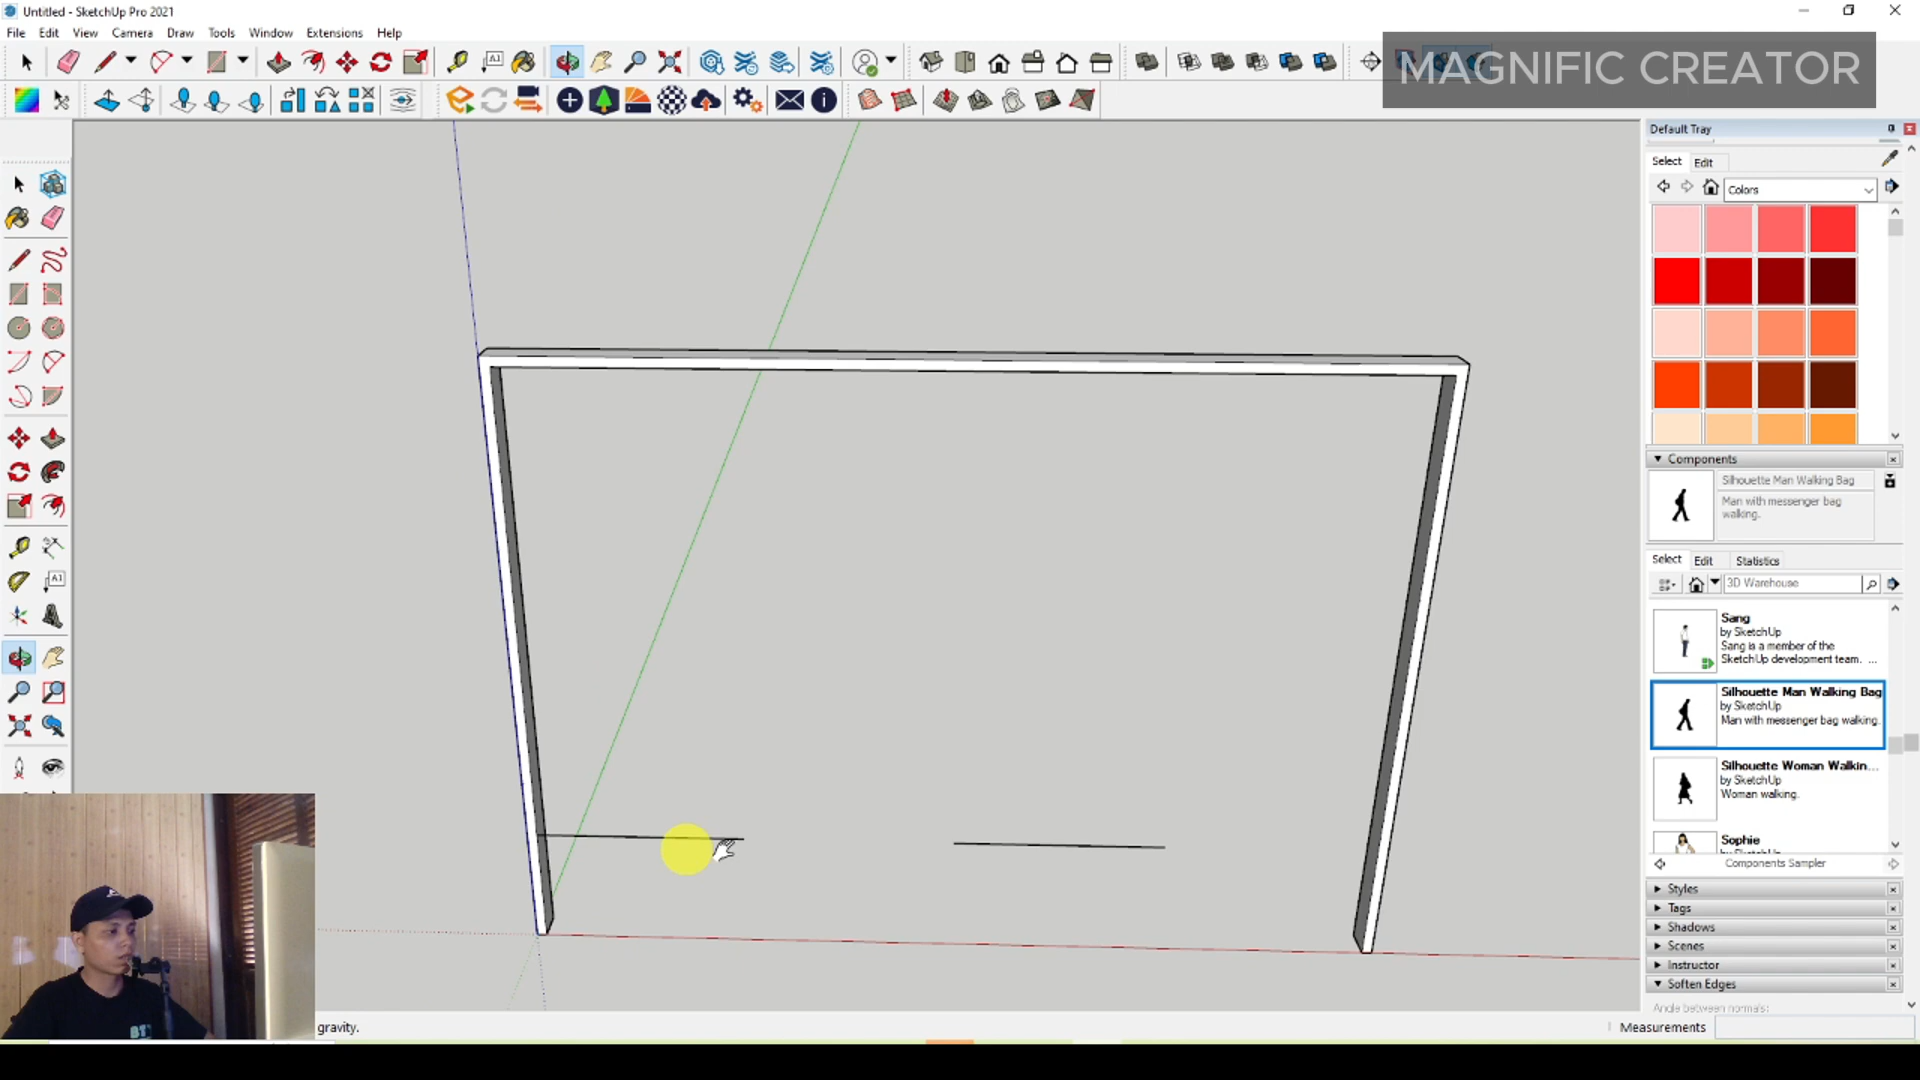 Untitled - SketchUp Pro 2021
File Edit View Camera Draw Tools Window Extensions Help
MAGNIFIC CREATOR
Default Tray
Select Edit
Colors
Components
Silhouette Man Walking Bag
Man with messenger bag
walking.
Select Edit Statistics
3D Warehouse
Sang
by SketchUp
Sang is a member of the
SketchUp development team. ...
Silhouette Man Walking Bag
by SketchUp
Man with messenger bag walking.
Silhouette Woman Walkin...
by SketchUp
Woman walking.
Sophie
by SketchUp
Components Sampler
Styles
Tags
Shadows
Scenes
Instructor
Soften Edges
Angle between normals:
gravity.
Measurements